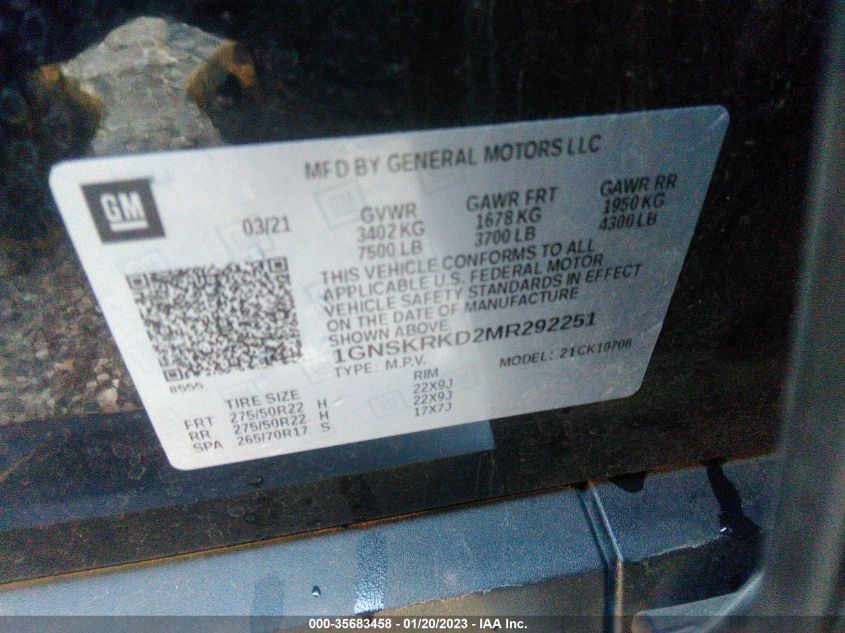 MFD BY GENERAL MOTORS LLC
GM
03/21
GVWR
3402 KG
7500 LB
GAWR FRT
1678 KG
3700 LB
GAWR RR
1950 KG
4300 LB
THIS VEHICLE CONFORMS TO ALL
APPLICABLE U.S. FEDERAL MOTOR
VEHICLE SAFETY STANDARDS IN EFFECT
ON THE DATE OF MANUFACTURE
SHOWN ABOVE
1GNSKRKD2MR292251
TYPE: M.P.V.
MODEL: 21CK10706
8555
TIRE SIZE
RIM
FRT 275/50R22 H 22X9J
RR 275/50R22 H 22X9J
SPA 265/70R17 S 17X7J
000-35683458 - 01/20/2023 - IAA Inc.